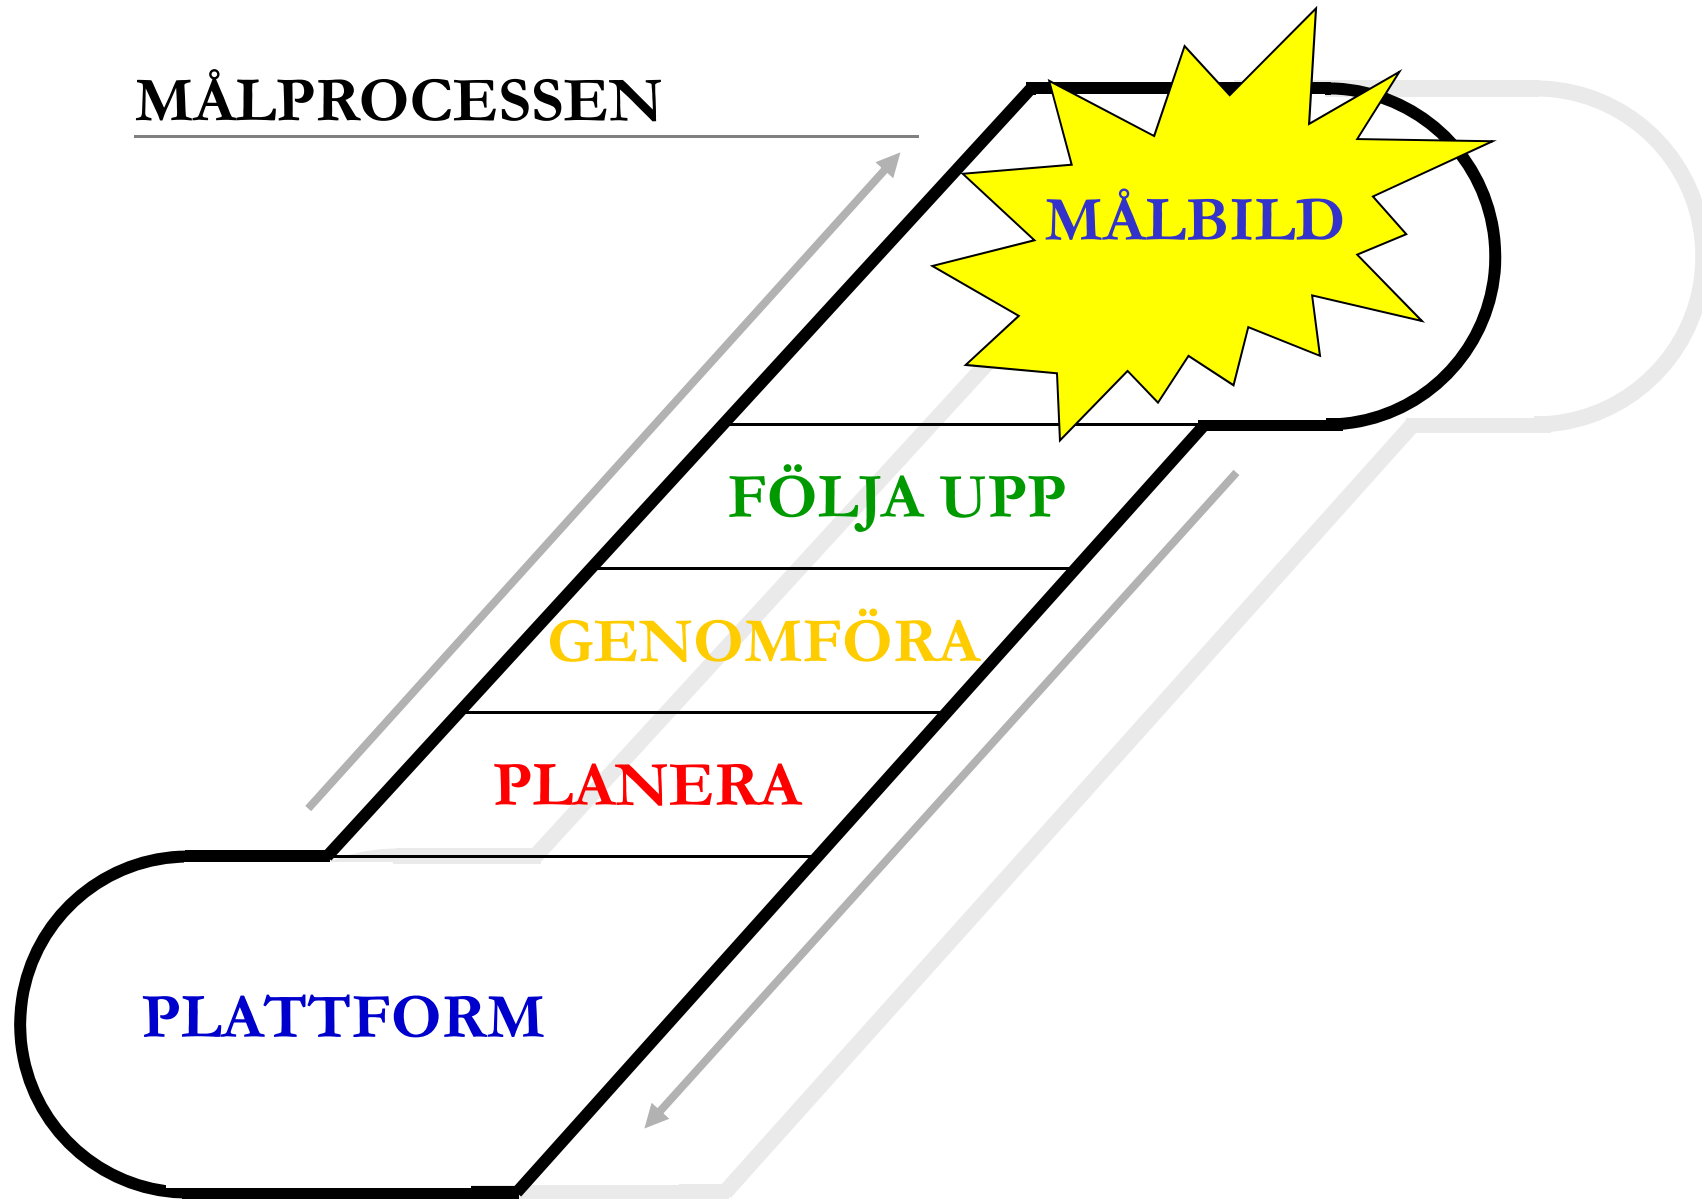 MÅLPROCESSEN
MÅLBILD
FÖLJA UPP
GENOMFÖRA
PLANERA
PLATTFORM